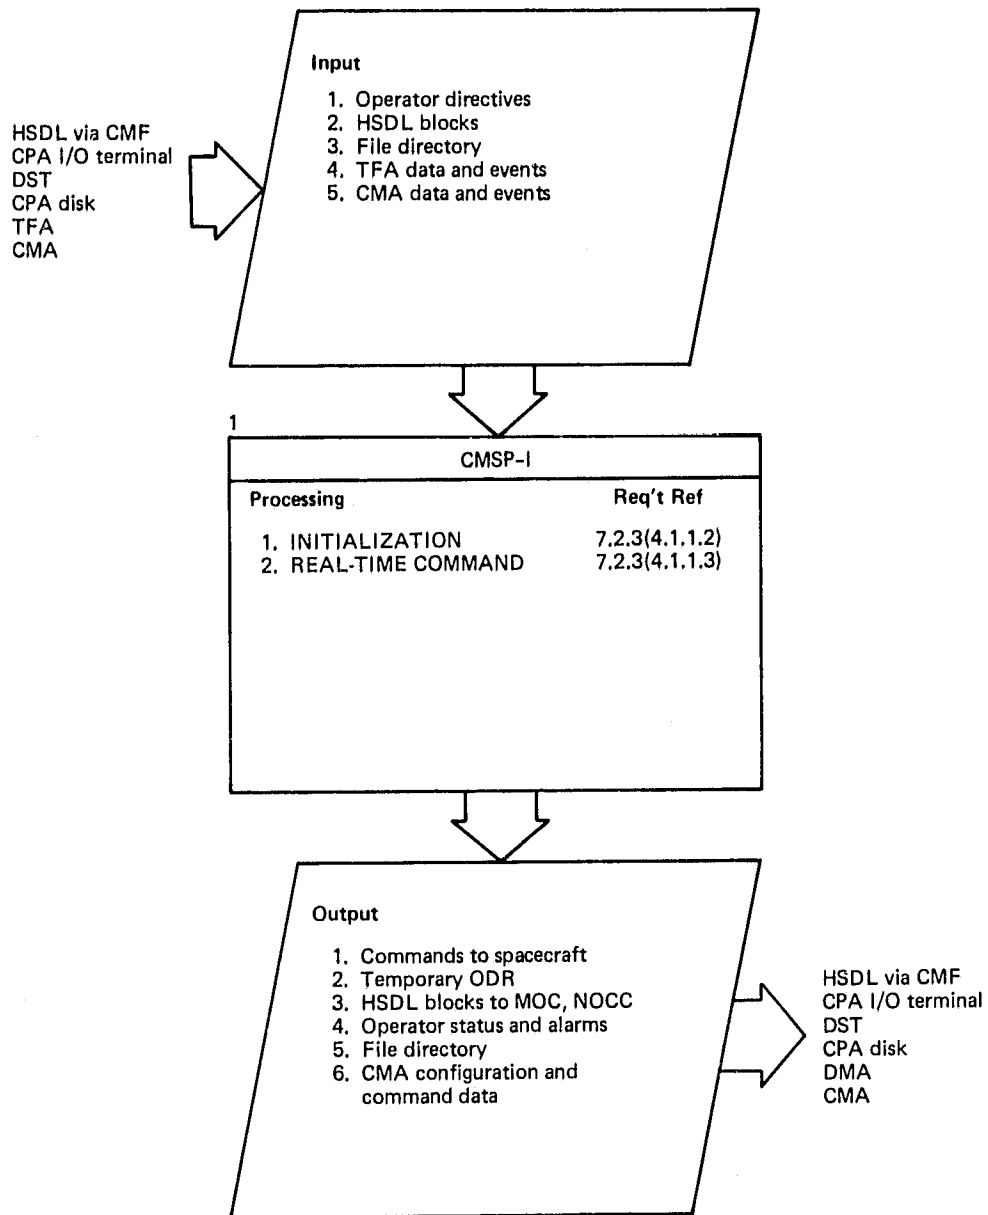 Input
1. Operator directives
2. HSDL blocks
3. File directory
4. TFA data and events
5. CMA data and events
HSDL via CMF
CPA I/O terminal
DST
CPA disk
TFA
CMA
1
CMSP-I
Processing Req't Ref
1. INITIALIZATION 7.2.3(4.1.1.2)
2. REAL-TIME COMMAND 7.2.3(4.1.1.3)
Output
1. Commands to spacecraft
2. Temporary ODR
3. HSDL blocks to MOC, NOCC
4. Operator status and alarms
5. File directory
6. CMA configuration and
command data
HSDL via CMF
CPA I/O terminal
DST
CPA disk
DMA
CMA